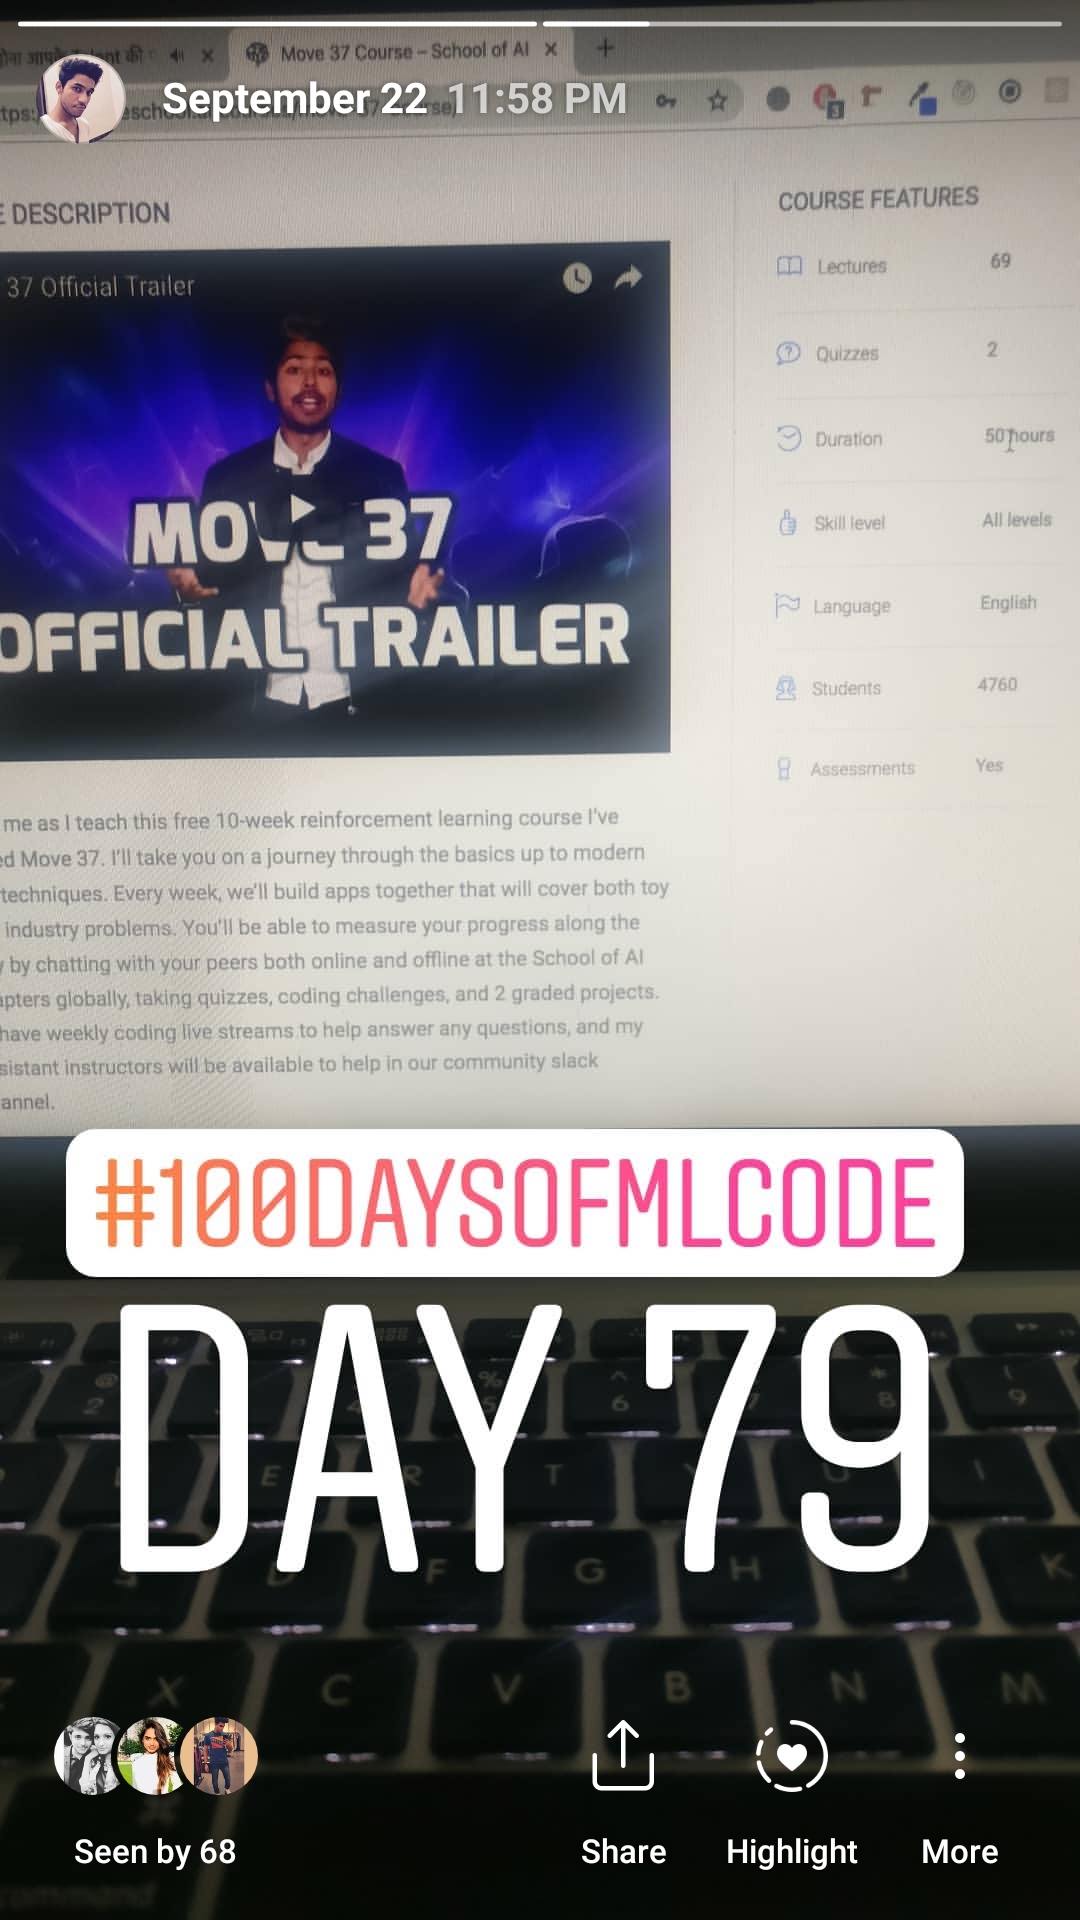 Move 37 Course – School of AI
September 22 11:58 PM
DESCRIPTION
COURSE FEATURES
37 Official Trailer
Lectures 69
Quizzes 2
Duration 50 hours
Skill level All levels
Language English
Students 4760
Assessments Yes
MOVE 37
OFFICIAL TRAILER
me as I teach this free 10-week reinforcement learning course I've
Move 37. I'll take you on a journey through the basics up to modern
techniques. Every week, we'll build apps together that will cover both toy
industry problems. You'll be able to measure your progress along the
by chatting with your peers both online and offline at the School of AI
globally, taking quizzes, coding challenges, and 2 graded projects.
have weekly coding live streams to help answer any questions, and my
instructors will be available to help in our community slack
#100DAYSOFMLCODE
DAY 79
@ 2 % 5 ^ 6 * 8 ( 9
E R T U I
D F G H J K
X C V B N M
Seen by 68
Share
Highlight
More
command